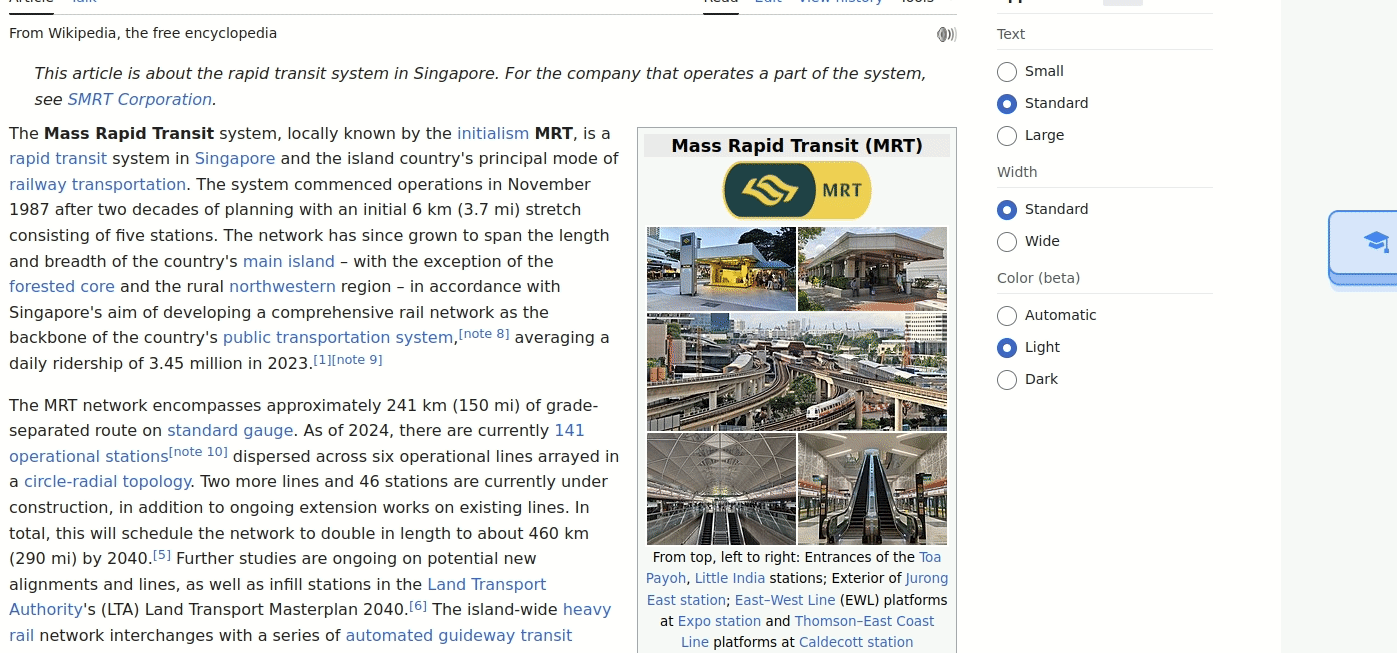 Article Talk
Read Edit View history Tools
From Wikipedia, the free encyclopedia
This article is about the rapid transit system in Singapore. For the company that operates a part of the system,
see SMRT Corporation.
The Mass Rapid Transit system, locally known by the initialism MRT, is a
rapid transit system in Singapore and the island country's principal mode of
railway transportation. The system commenced operations in November
1987 after two decades of planning with an initial 6 km (3.7 mi) stretch
consisting of five stations. The network has since grown to span the length
and breadth of the country's main island – with the exception of the
forested core and the rural northwestern region – in accordance with
Singapore's aim of developing a comprehensive rail network as the
backbone of the country's public transportation system,[note 8] averaging a
daily ridership of 3.45 million in 2023.[1][note 9]
The MRT network encompasses approximately 241 km (150 mi) of grade-
separated route on standard gauge. As of 2024, there are currently 141
operational stations[note 10] dispersed across six operational lines arrayed in
a circle-radial topology. Two more lines and 46 stations are currently under
construction, in addition to ongoing extension works on existing lines. In
total, this will schedule the network to double in length to about 460 km
(290 mi) by 2040.[5] Further studies are ongoing on potential new
alignments and lines, as well as infill stations in the Land Transport
Authority's (LTA) Land Transport Masterplan 2040.[6] The island-wide heavy
rail network interchanges with a series of automated guideway transit
Mass Rapid Transit (MRT)
MRT
From top, left to right: Entrances of the Toa
Payoh, Little India stations; Exterior of Jurong
East station; East–West Line (EWL) platforms
at Expo station and Thomson–East Coast
Line platforms at Caldecott station
Text
Small
Standard
Large
Width
Standard
Wide
Color (beta)
Automatic
Light
Dark